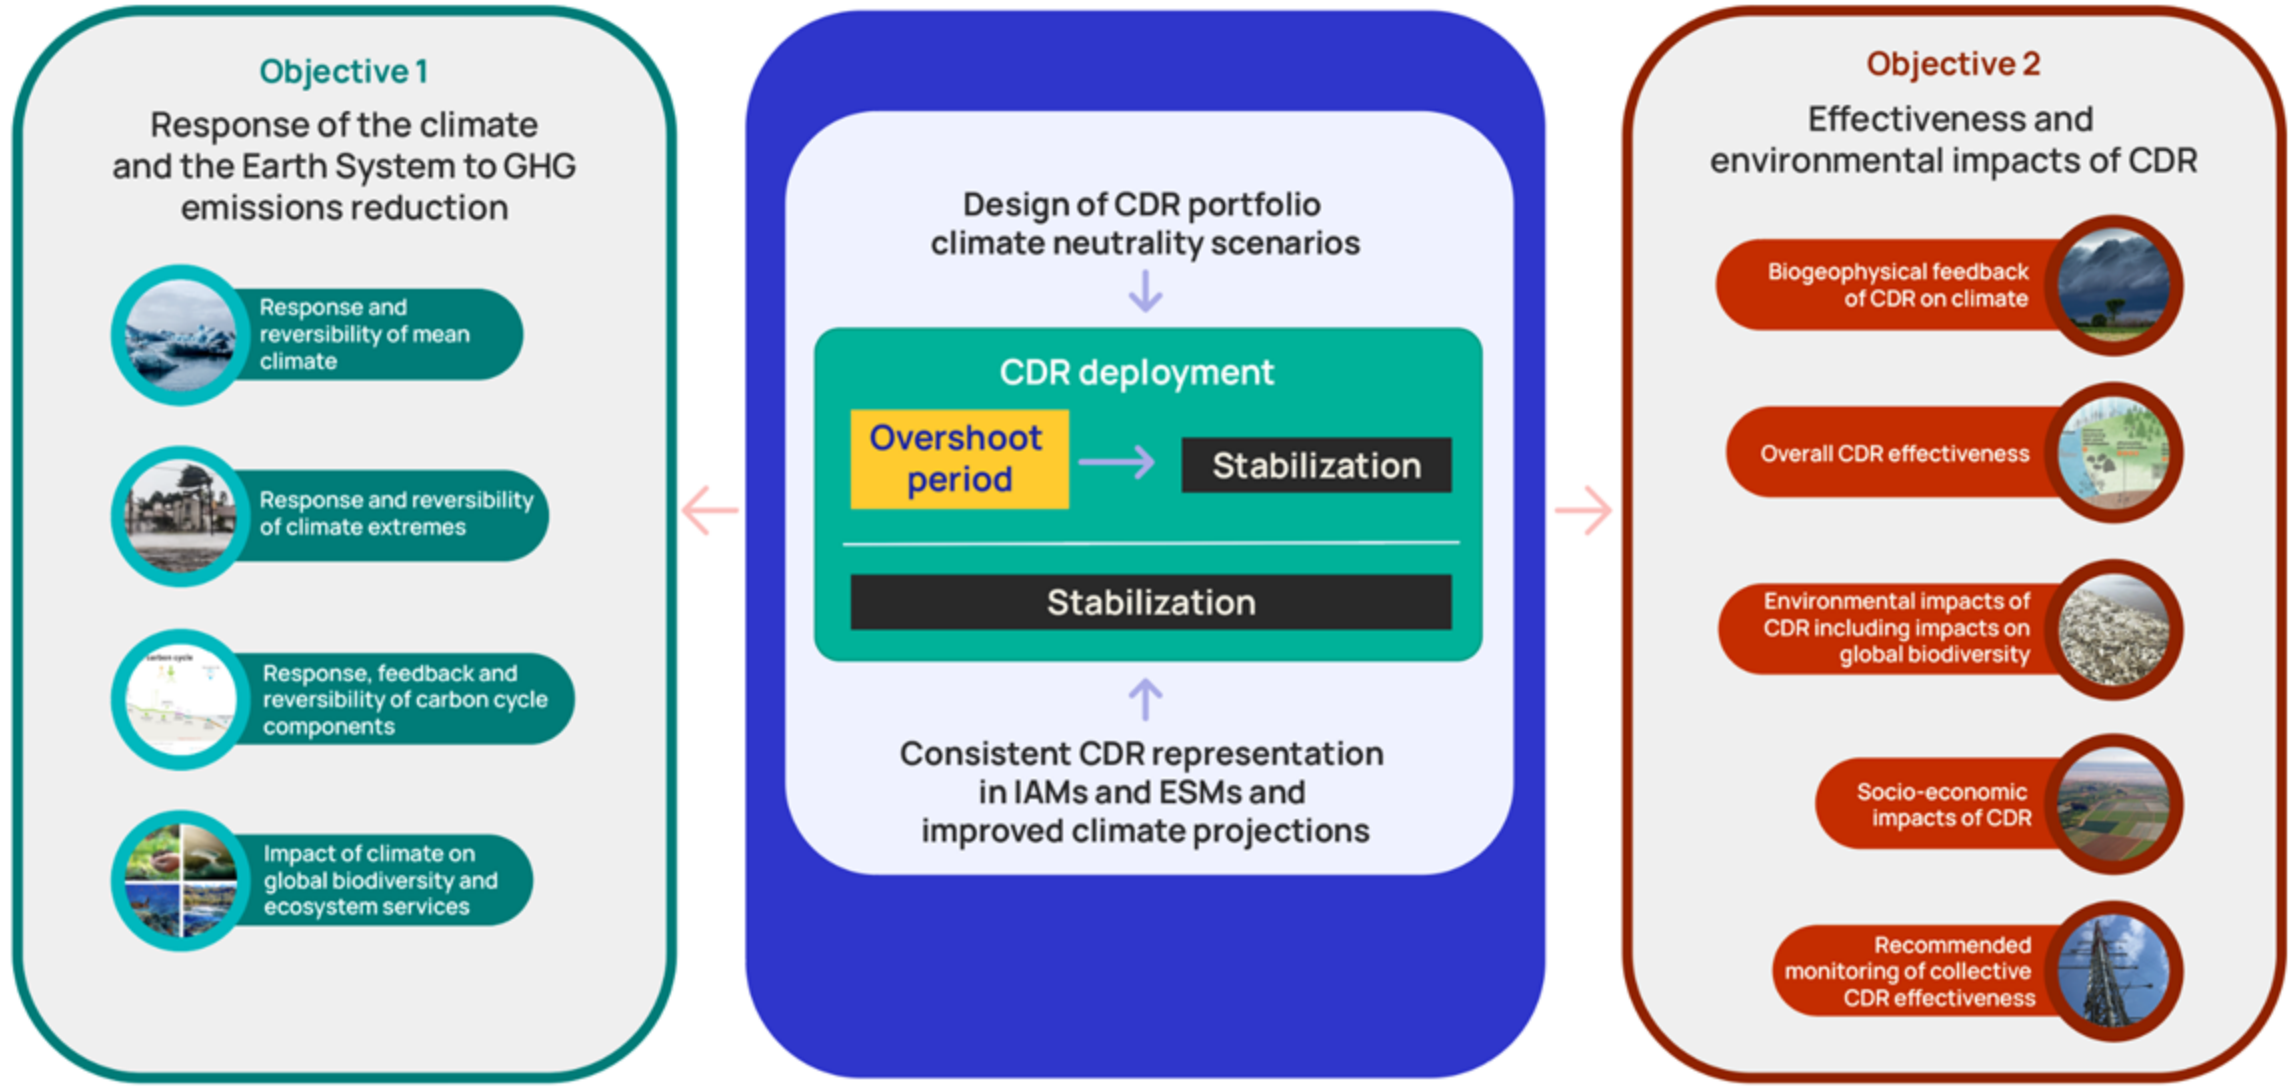 Objective 1
Response of the climate
and the Earth System to GHG
emissions reduction
Response and
reversibility of mean
climate
Response and reversibility
of climate extremes
carbon cycle
Response, feedback and
reversibility of carbon cycle
components
Impact of climate on
global biodiversity and
ecosystem services
Design of CDR portfolio
climate neutrality scenarios
CDR deployment
Overshoot
period
Stabilization
Stabilization
Consistent CDR representation
in IAMs and ESMs and
improved climate projections
Objective 2
Effectiveness and
environmental impacts of CDR
Biogeophysical feedback
of CDR on climate
Overall CDR effectiveness
Environmental impacts of
CDR including impacts on
global biodiversity
Socio-economic
impacts of CDR
Recommended
monitoring of collective
CDR effectiveness